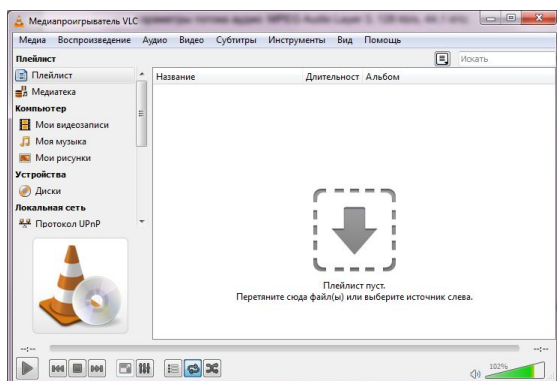 Медиапроигрыватель VLC
Медиа Воспроизведение Аудио Видео Субтитры Инструменты Вид Помощь
Плейлист
Искать
Плейлист
Название Длительност Альбом
Медиатека
Компьютер
Мои видеозаписи
Моя музыка
Мои рисунки
Устройства
Диски
Локальная сеть
Протокол UPnP
Плейлист пуст.
Перетяните сюда файл(ы) или выберите источник слева.
--:-- --:--
102%